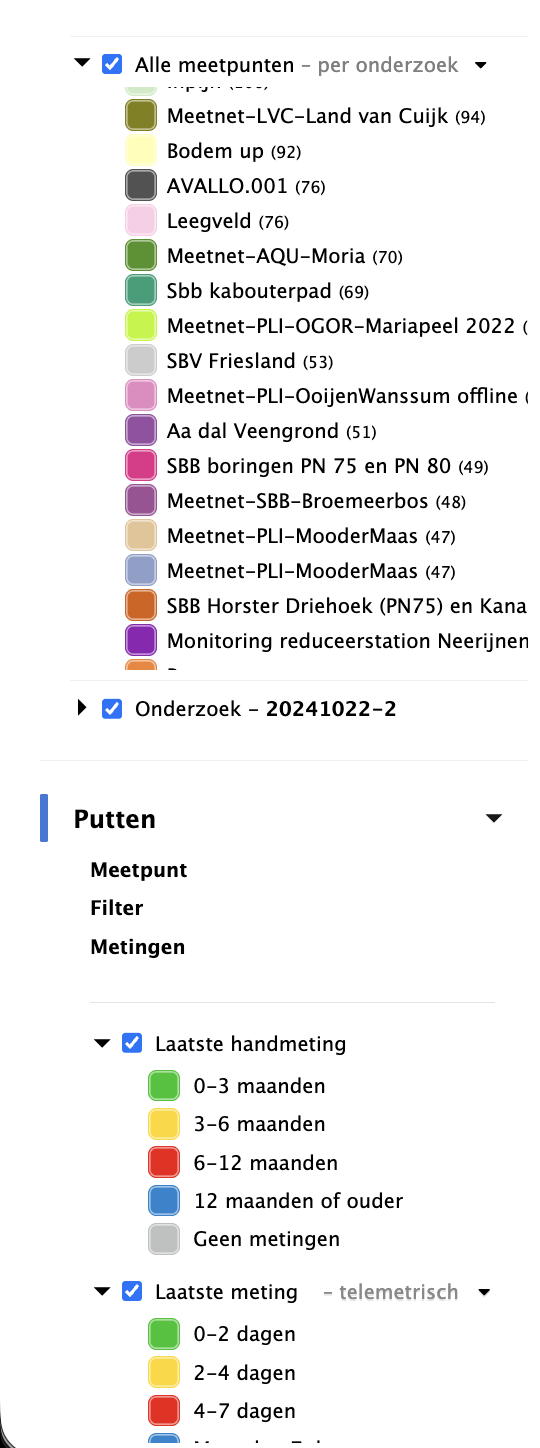 Alle meetpunten – per onderzoek
Meetnet-LVC-Land van Cuijk (94)
Bodem up (92)
AVALLO.001 (76)
Leegveld (76)
Meetnet-AQU-Moria (70)
Sbb kabouterpad (69)
Meetnet-PLI-OGOR-Mariapeel 2022 (
SBV Friesland (53)
Meetnet-PLI-OoijenWanssum offline (
Aa dal Veengrond (51)
SBB boringen PN 75 en PN 80 (49)
Meetnet-SBB-Broemeerbos (48)
Meetnet-PLI-MooderMaas (47)
Meetnet-PLI-MooderMaas (47)
SBB Horster Driehoek (PN75) en Kana
Monitoring reduceerstation Neerijnen
Onderzoek – 20241022-2
Putten
Meetpunt
Filter
Metingen
Laatste handmeting
0-3 maanden
3-6 maanden
6-12 maanden
12 maanden of ouder
Geen metingen
Laatste meting – telemetrisch
0-2 dagen
2-4 dagen
4-7 dagen